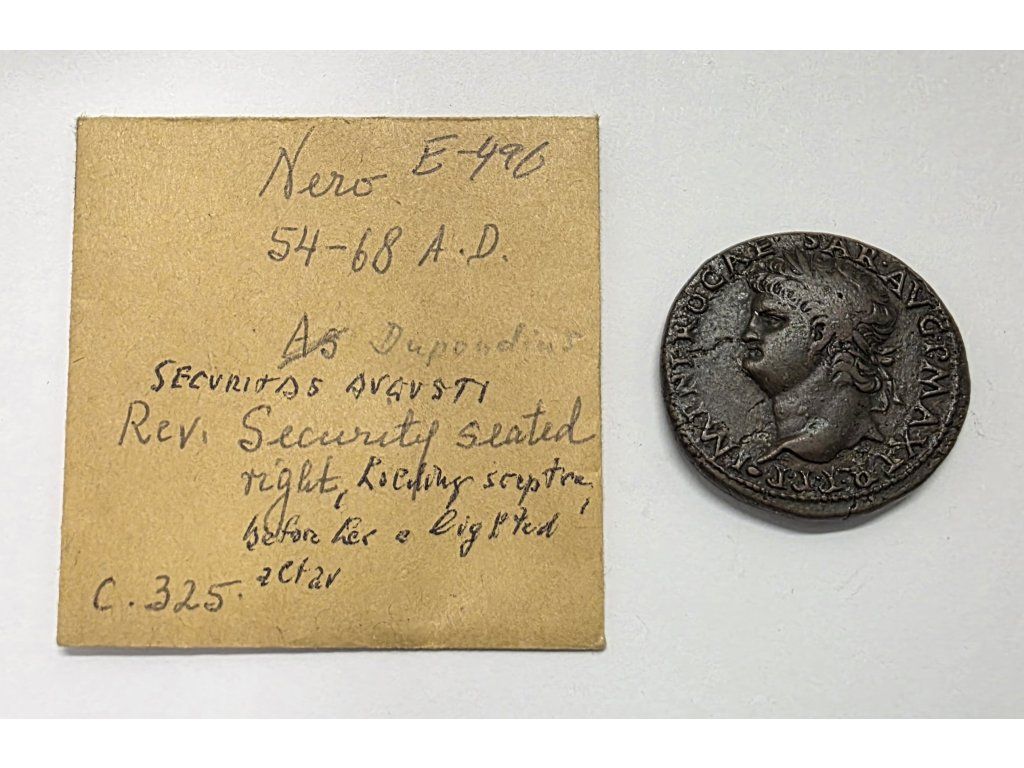 Nero E-496
54-68 A.D.
As Dupondius
SECURITAS AUGUSTI
Rev. Security seated
right, holding sceptre,
before her a lighted
altar
C. 325.
IMP NERO CAESAR AVG P MAX TR P P P